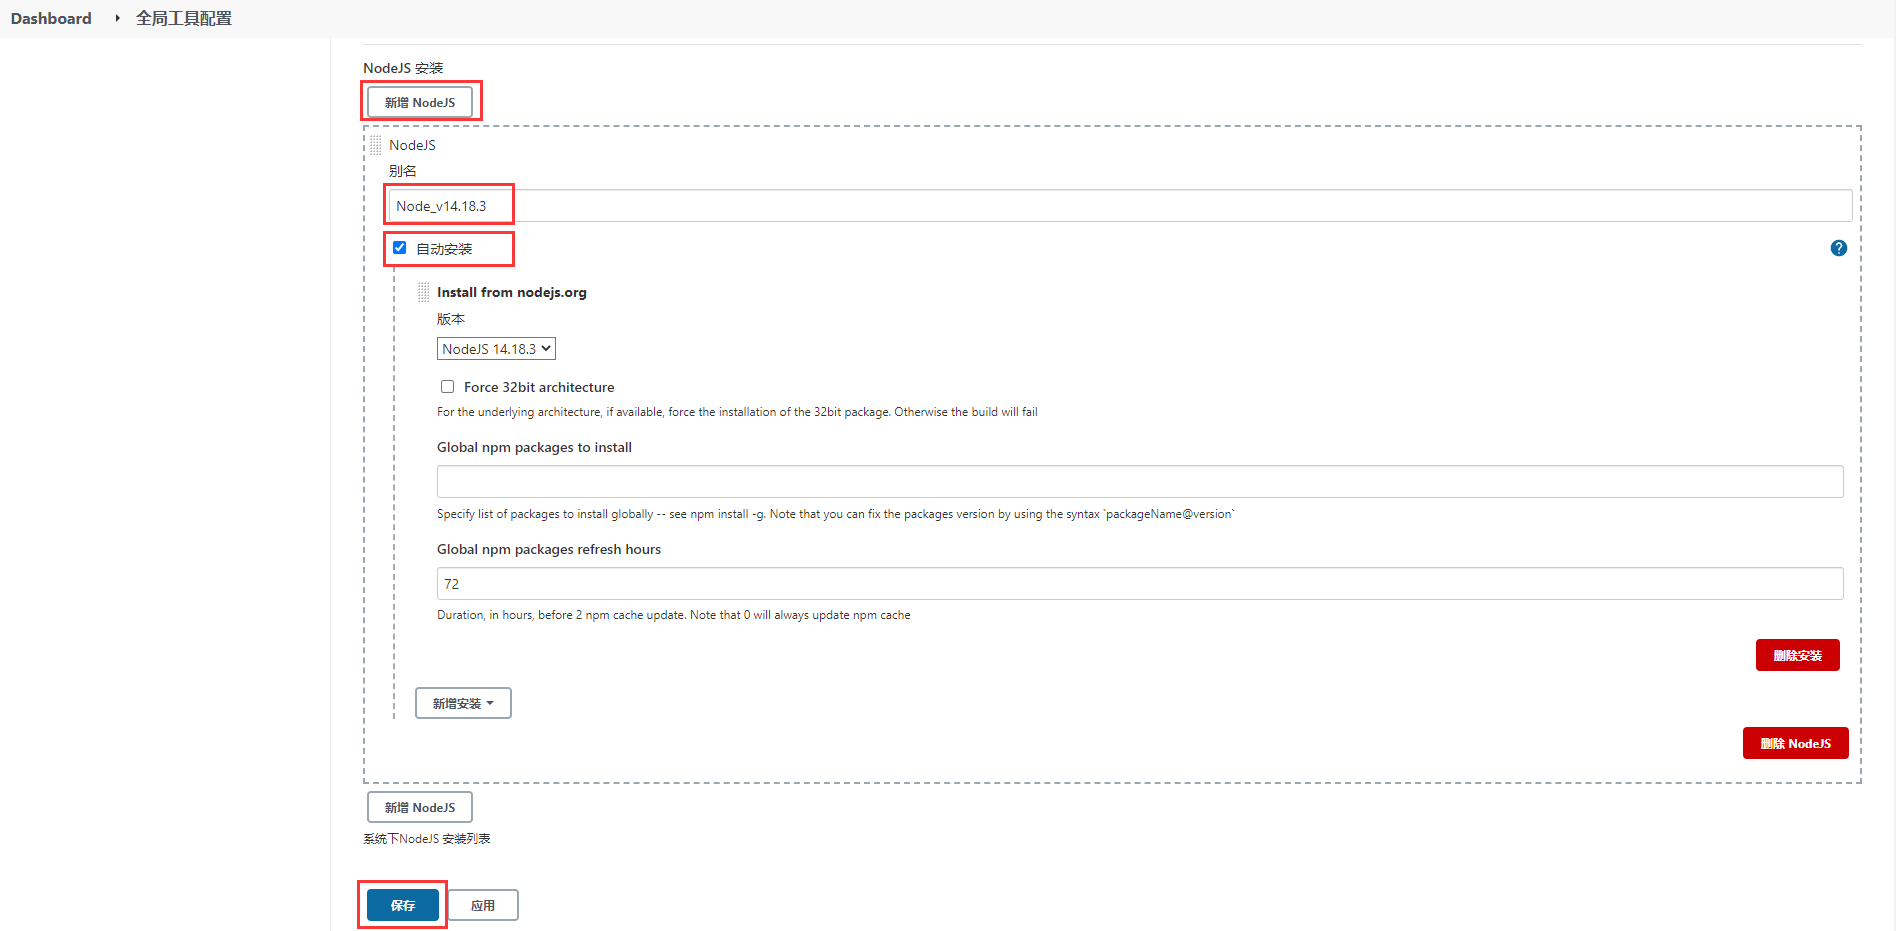 Dashboard 全局工具配置
NodeJS 安装
新增 NodeJS
NodeJS
别名
Node_v14.18.3
自动安装
?
Install from nodejs.org
版本
NodeJS 14.18.3
Force 32bit architecture
For the underlying architecture, if available, force the installation of the 32bit package. Otherwise the build will fail
Global npm packages to install
Specify list of packages to install globally -- see npm install -g. Note that you can fix the packages version by using the syntax `packageName@version`
Global npm packages refresh hours
72
Duration, in hours, before 2 npm cache update. Note that 0 will always update npm cache
删除安装
新增安装
删除 NodeJS
新增 NodeJS
系统下NodeJS 安装列表
保存 应用